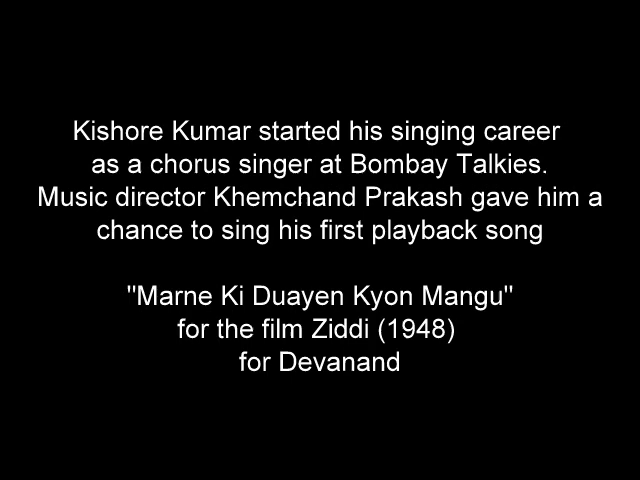 Kishore Kumar started his singing career
as a chorus singer at Bombay Talkies.
Music director Khemchand Prakash gave him a
chance to sing his first playback song
"Marne Ki Duayen Kyon Mangu"
for the film Ziddi (1948)
for Devanand